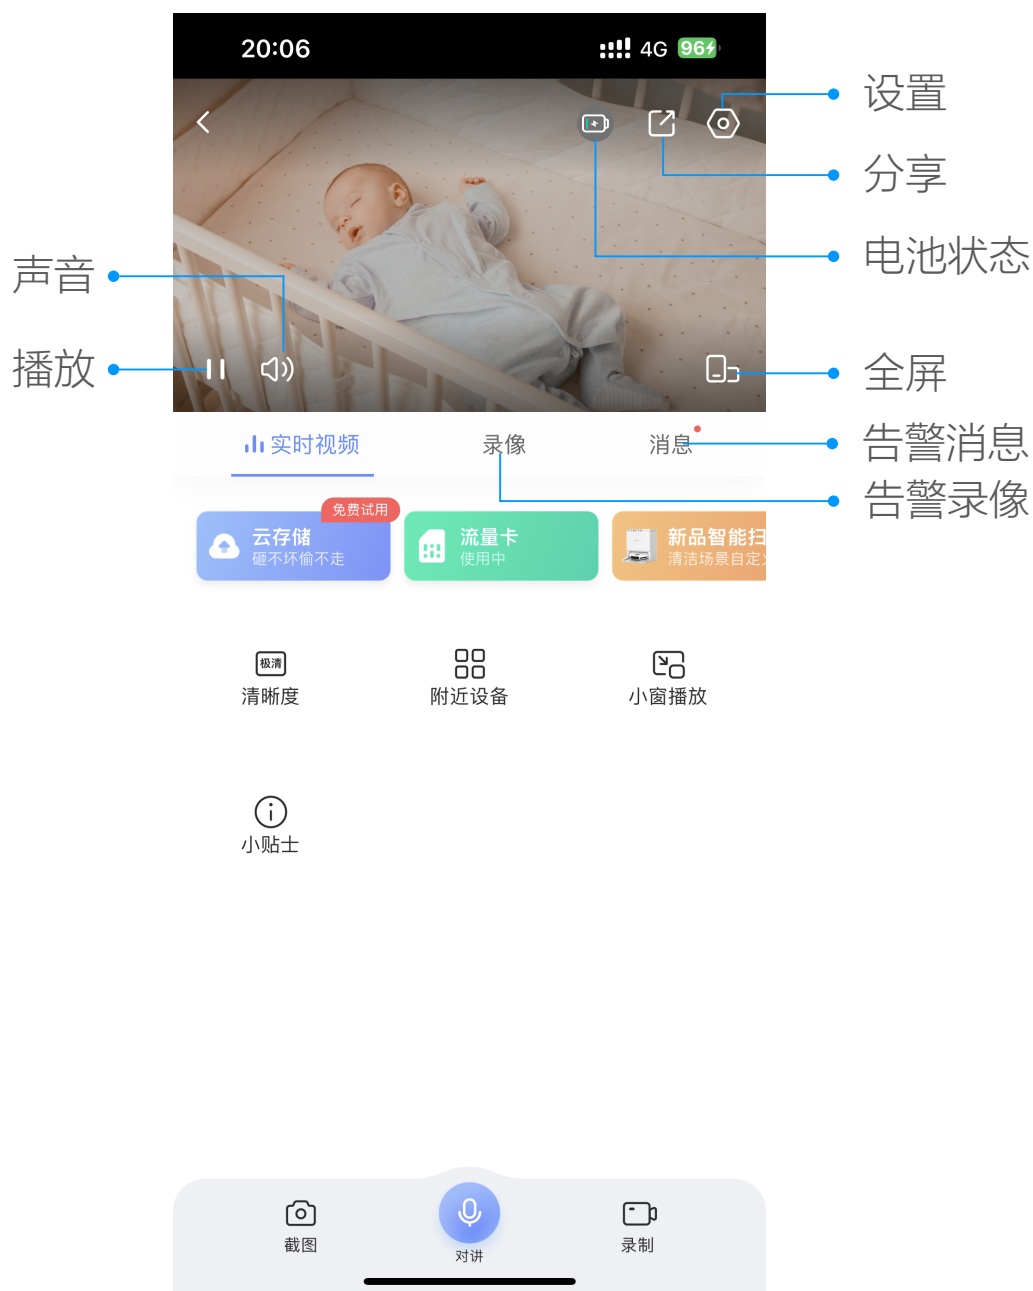 20:06
4G 96
设置
分享
电池状态
声音
播放
全屏
实时视频 录像 消息
告警消息
告警录像
免费试用
云存储
砸不坏偷不走
流量卡
使用中
新品智能扫
清洁场景自定义
极清
清晰度
附近设备
小窗播放
小贴士
截图
对讲
录制